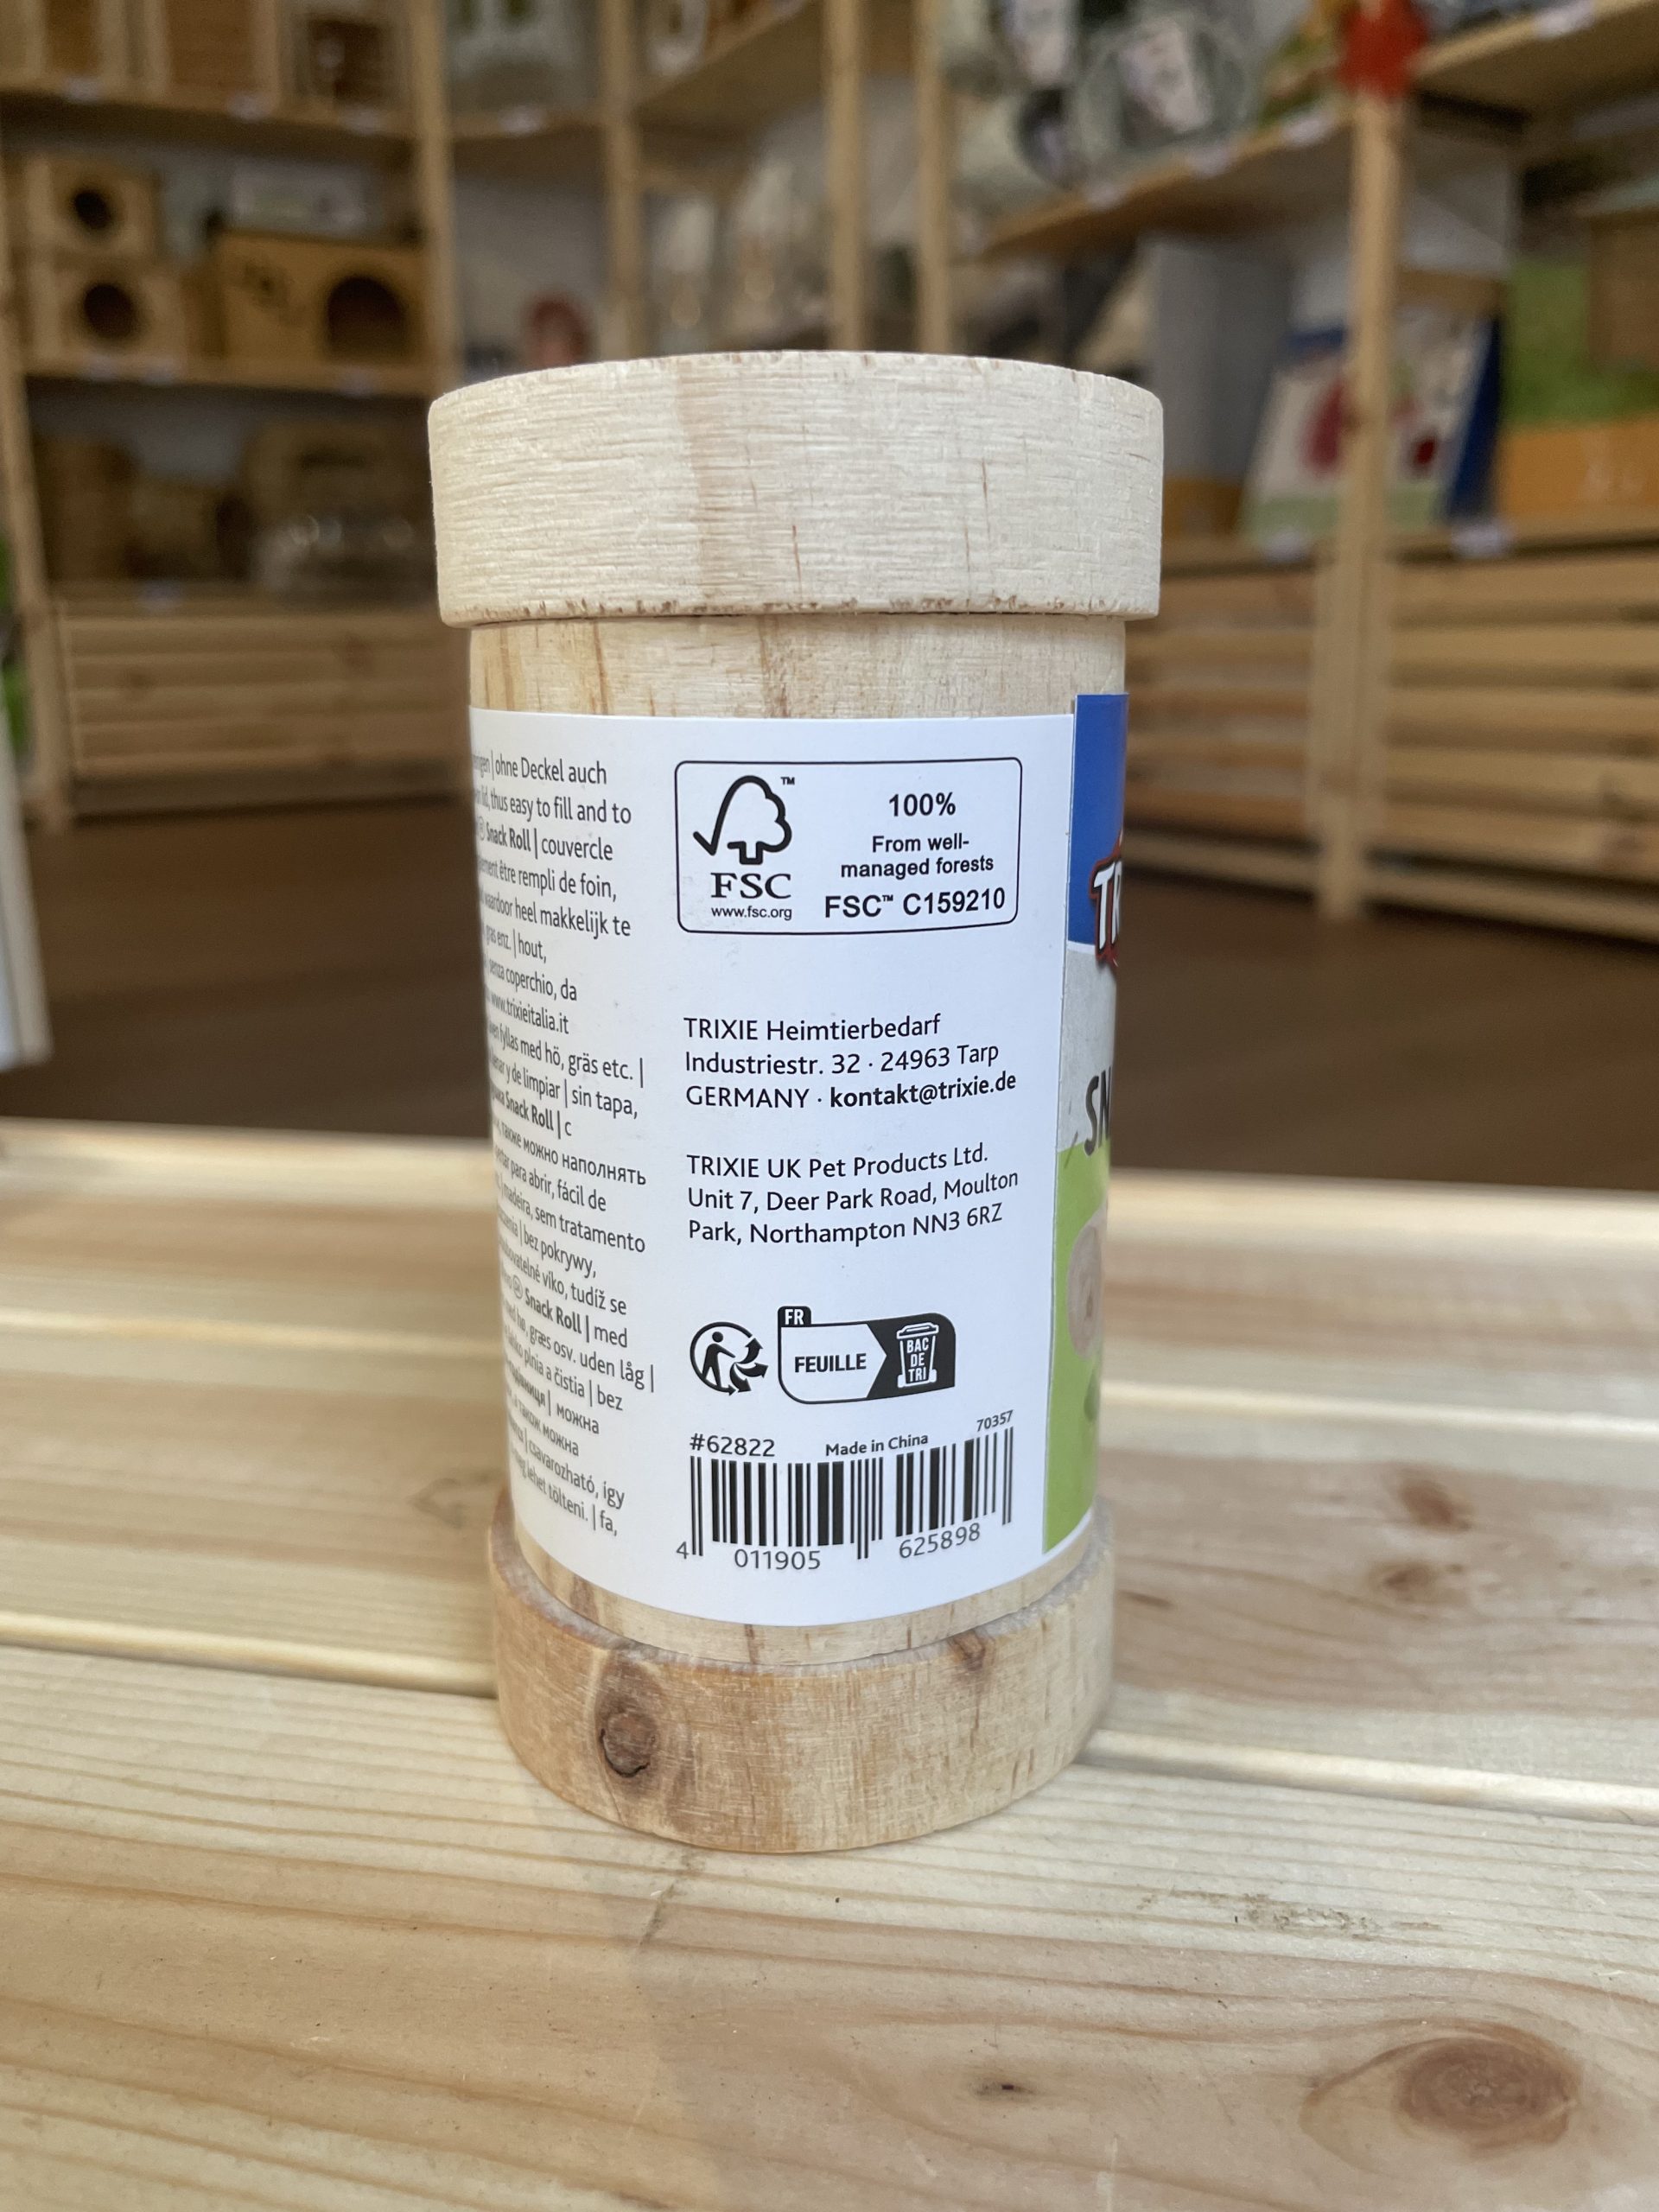 ohne Deckel auch
thus easy to fill and to
Snack Roll | couvercle
être rempli de foin,
heel makkelijk te
enz. | hout,
senza coperchio, da
www.trixieitalia.it
fyllas med hö, gräs etc. |
y de limpiar | sin tapa,
Snack Roll | с
также можно наполнять
para abrir, fácil de
madeira, sem tratamento
| bez pokrywy,
víko, tudíž se
Snack Roll | med
hø, græs osv. uden låg |
plnia a čistia | bez
| можна
також можна
csavarozható, így
lehet tölteni. | fa,
™
FSC
www.fsc.org
100%
From well-
managed forests
FSC™ C159210
TRIXIE Heimtierbedarf
Industriestr. 32 · 24963 Tarp
GERMANY · kontakt@trixie.de
TRIXIE UK Pet Products Ltd.
Unit 7, Deer Park Road, Moulton
Park, Northampton NN3 6RZ
FR
FEUILLE
BAC
DE
TRI
#62822 Made in China 70357
4 011905 625898